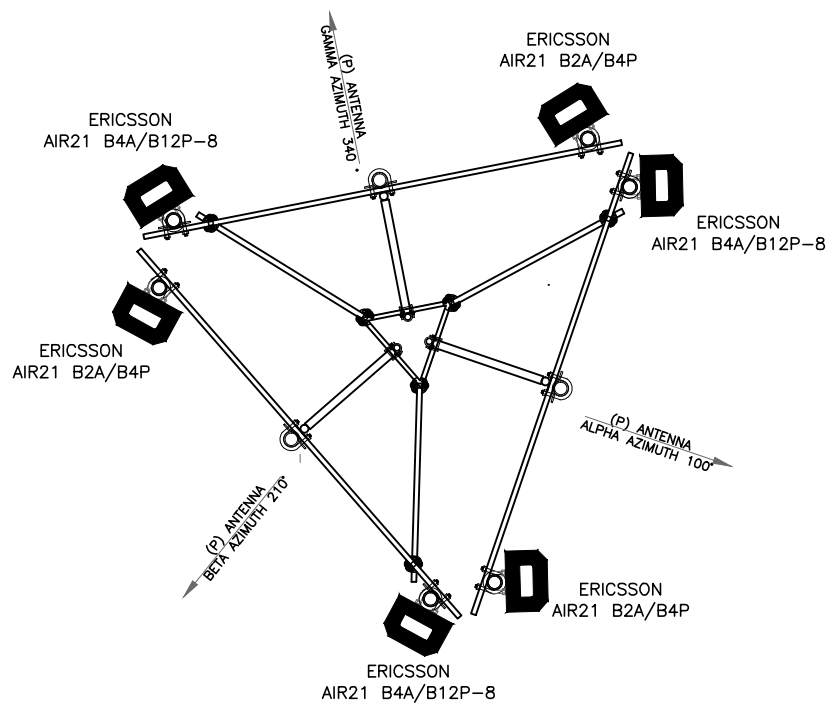 ERICSSON
AIR21 B2A/B4P
(P) ANTENNA
GAMMA AZIMUTH 340°
ERICSSON
AIR21 B4A/B12P-8
ERICSSON
AIR21 B4A/B12P-8
ERICSSON
AIR21 B2A/B4P
(P) ANTENNA
ALPHA AZIMUTH 100°
(P) ANTENNA
BETA AZIMUTH 210°
ERICSSON
AIR21 B2A/B4P
ERICSSON
AIR21 B4A/B12P-8